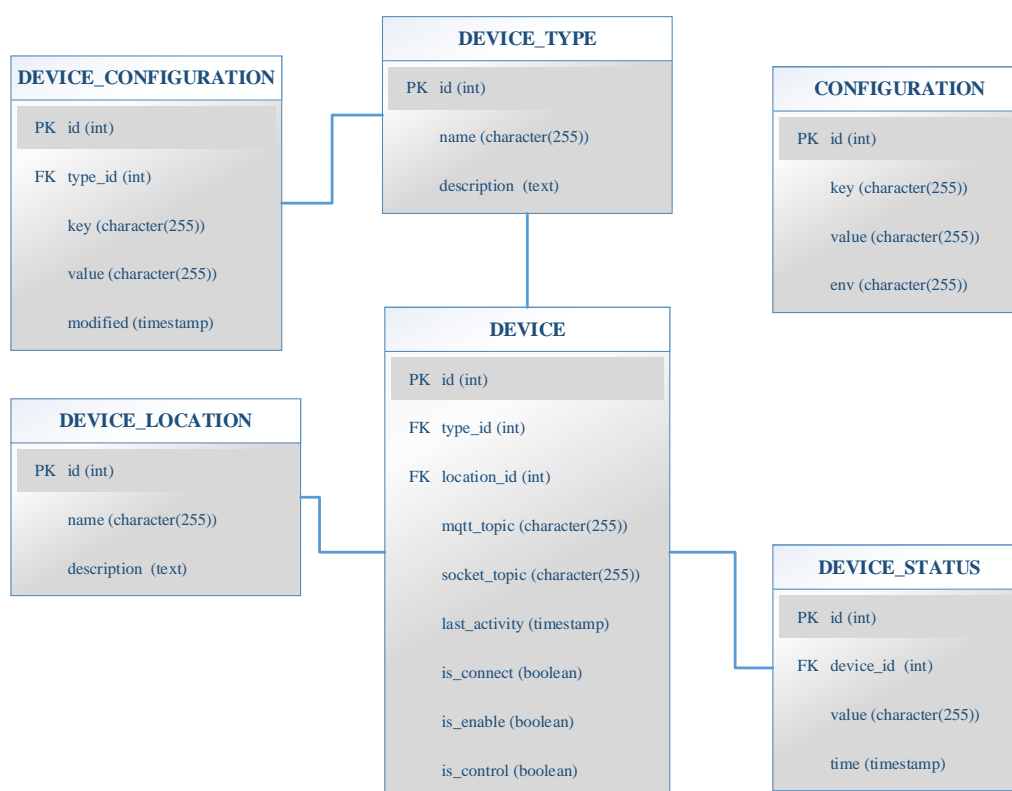 DEVICE_CONFIGURATION
PK id (int)
FK type_id (int)
key (character(255))
value (character(255))
modified (timestamp)
DEVICE_TYPE
PK id (int)
name (character(255))
description (text)
CONFIGURATION
PK id (int)
key (character(255))
value (character(255))
env (character(255))
DEVICE_LOCATION
PK id (int)
name (character(255))
description (text)
DEVICE
PK id (int)
FK type_id (int)
FK location_id (int)
mqtt_topic (character(255))
socket_topic (character(255))
last_activity (timestamp)
is_connect (boolean)
is_enable (boolean)
is_control (boolean)
DEVICE_STATUS
PK id (int)
FK device_id (int)
value (character(255))
time (timestamp)